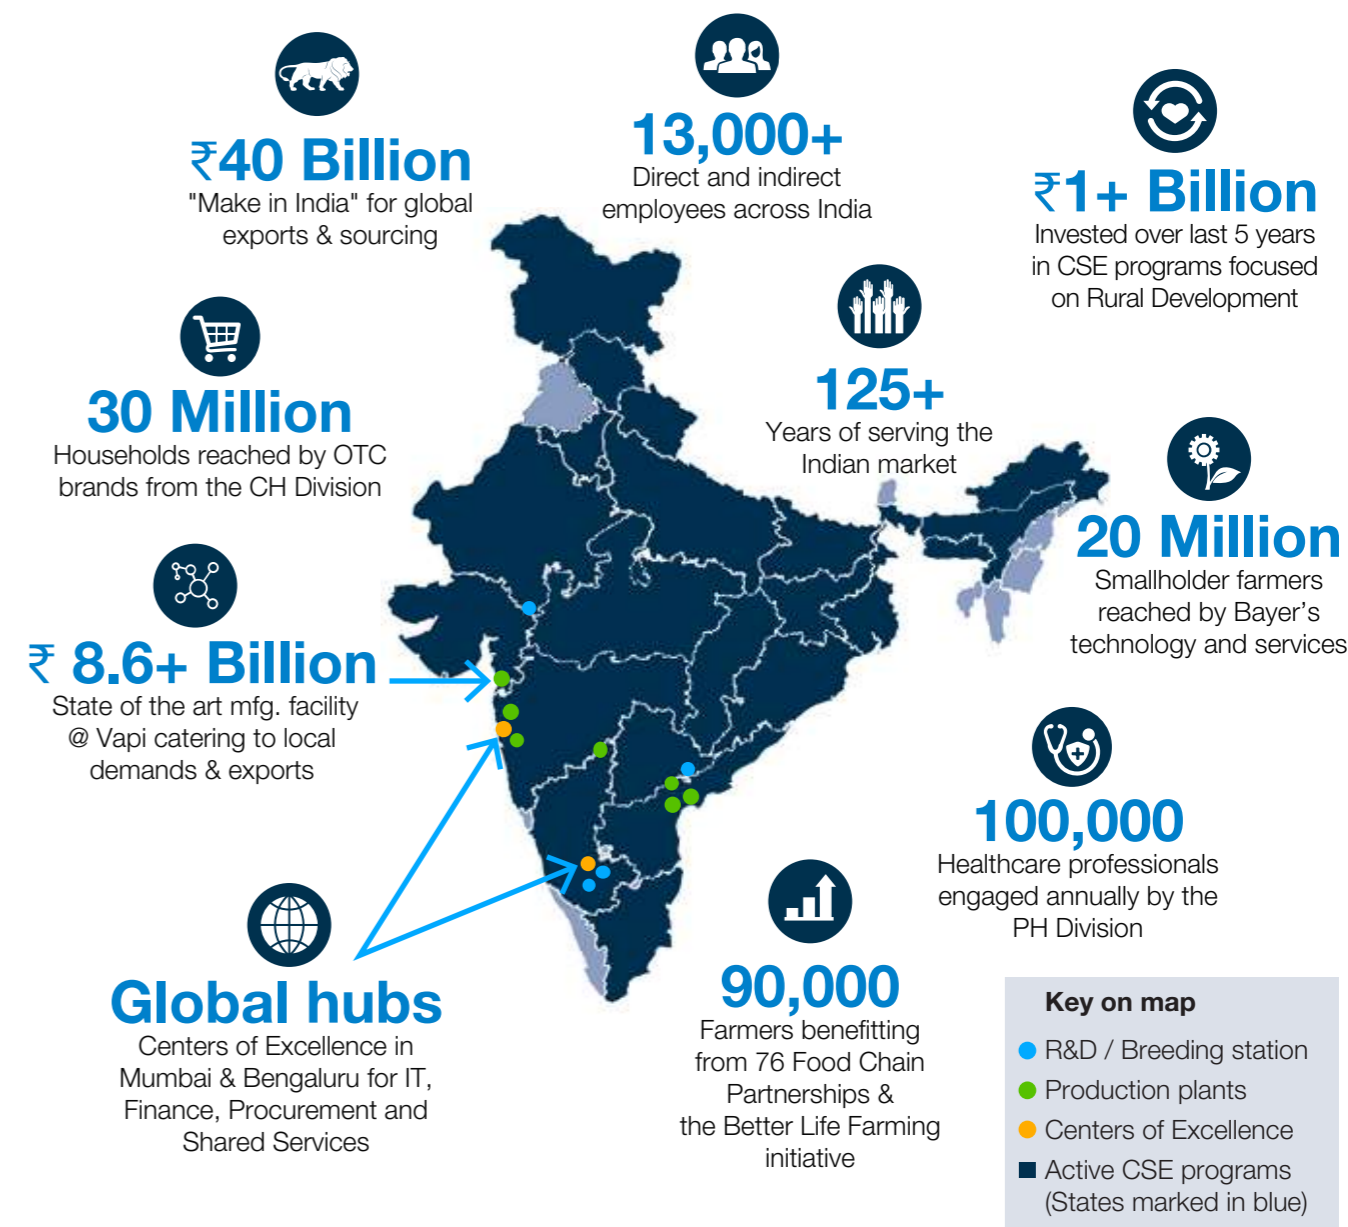 ₹40 Billion
"Make in India" for global
exports & sourcing
13,000+
Direct and indirect
employees across India
₹1+ Billion
Invested over last 5 years
in CSE programs focused
on Rural Development
30 Million
Households reached by OTC
brands from the CH Division
125+
Years of serving the
Indian market
20 Million
Smallholder farmers
reached by Bayer’s
technology and services
₹ 8.6+ Billion
State of the art mfg. facility
@ Vapi catering to local
demands & exports
100,000
Healthcare professionals
engaged annually by the
PH Division
Global hubs
Centers of Excellence in
Mumbai & Bengaluru for IT,
Finance, Procurement and
Shared Services
90,000
Farmers benefitting
from 76 Food Chain
Partnerships &
the Better Life Farming
initiative
Key on map
R&D / Breeding station
Production plants
Centers of Excellence
Active CSE programs
(States marked in blue)